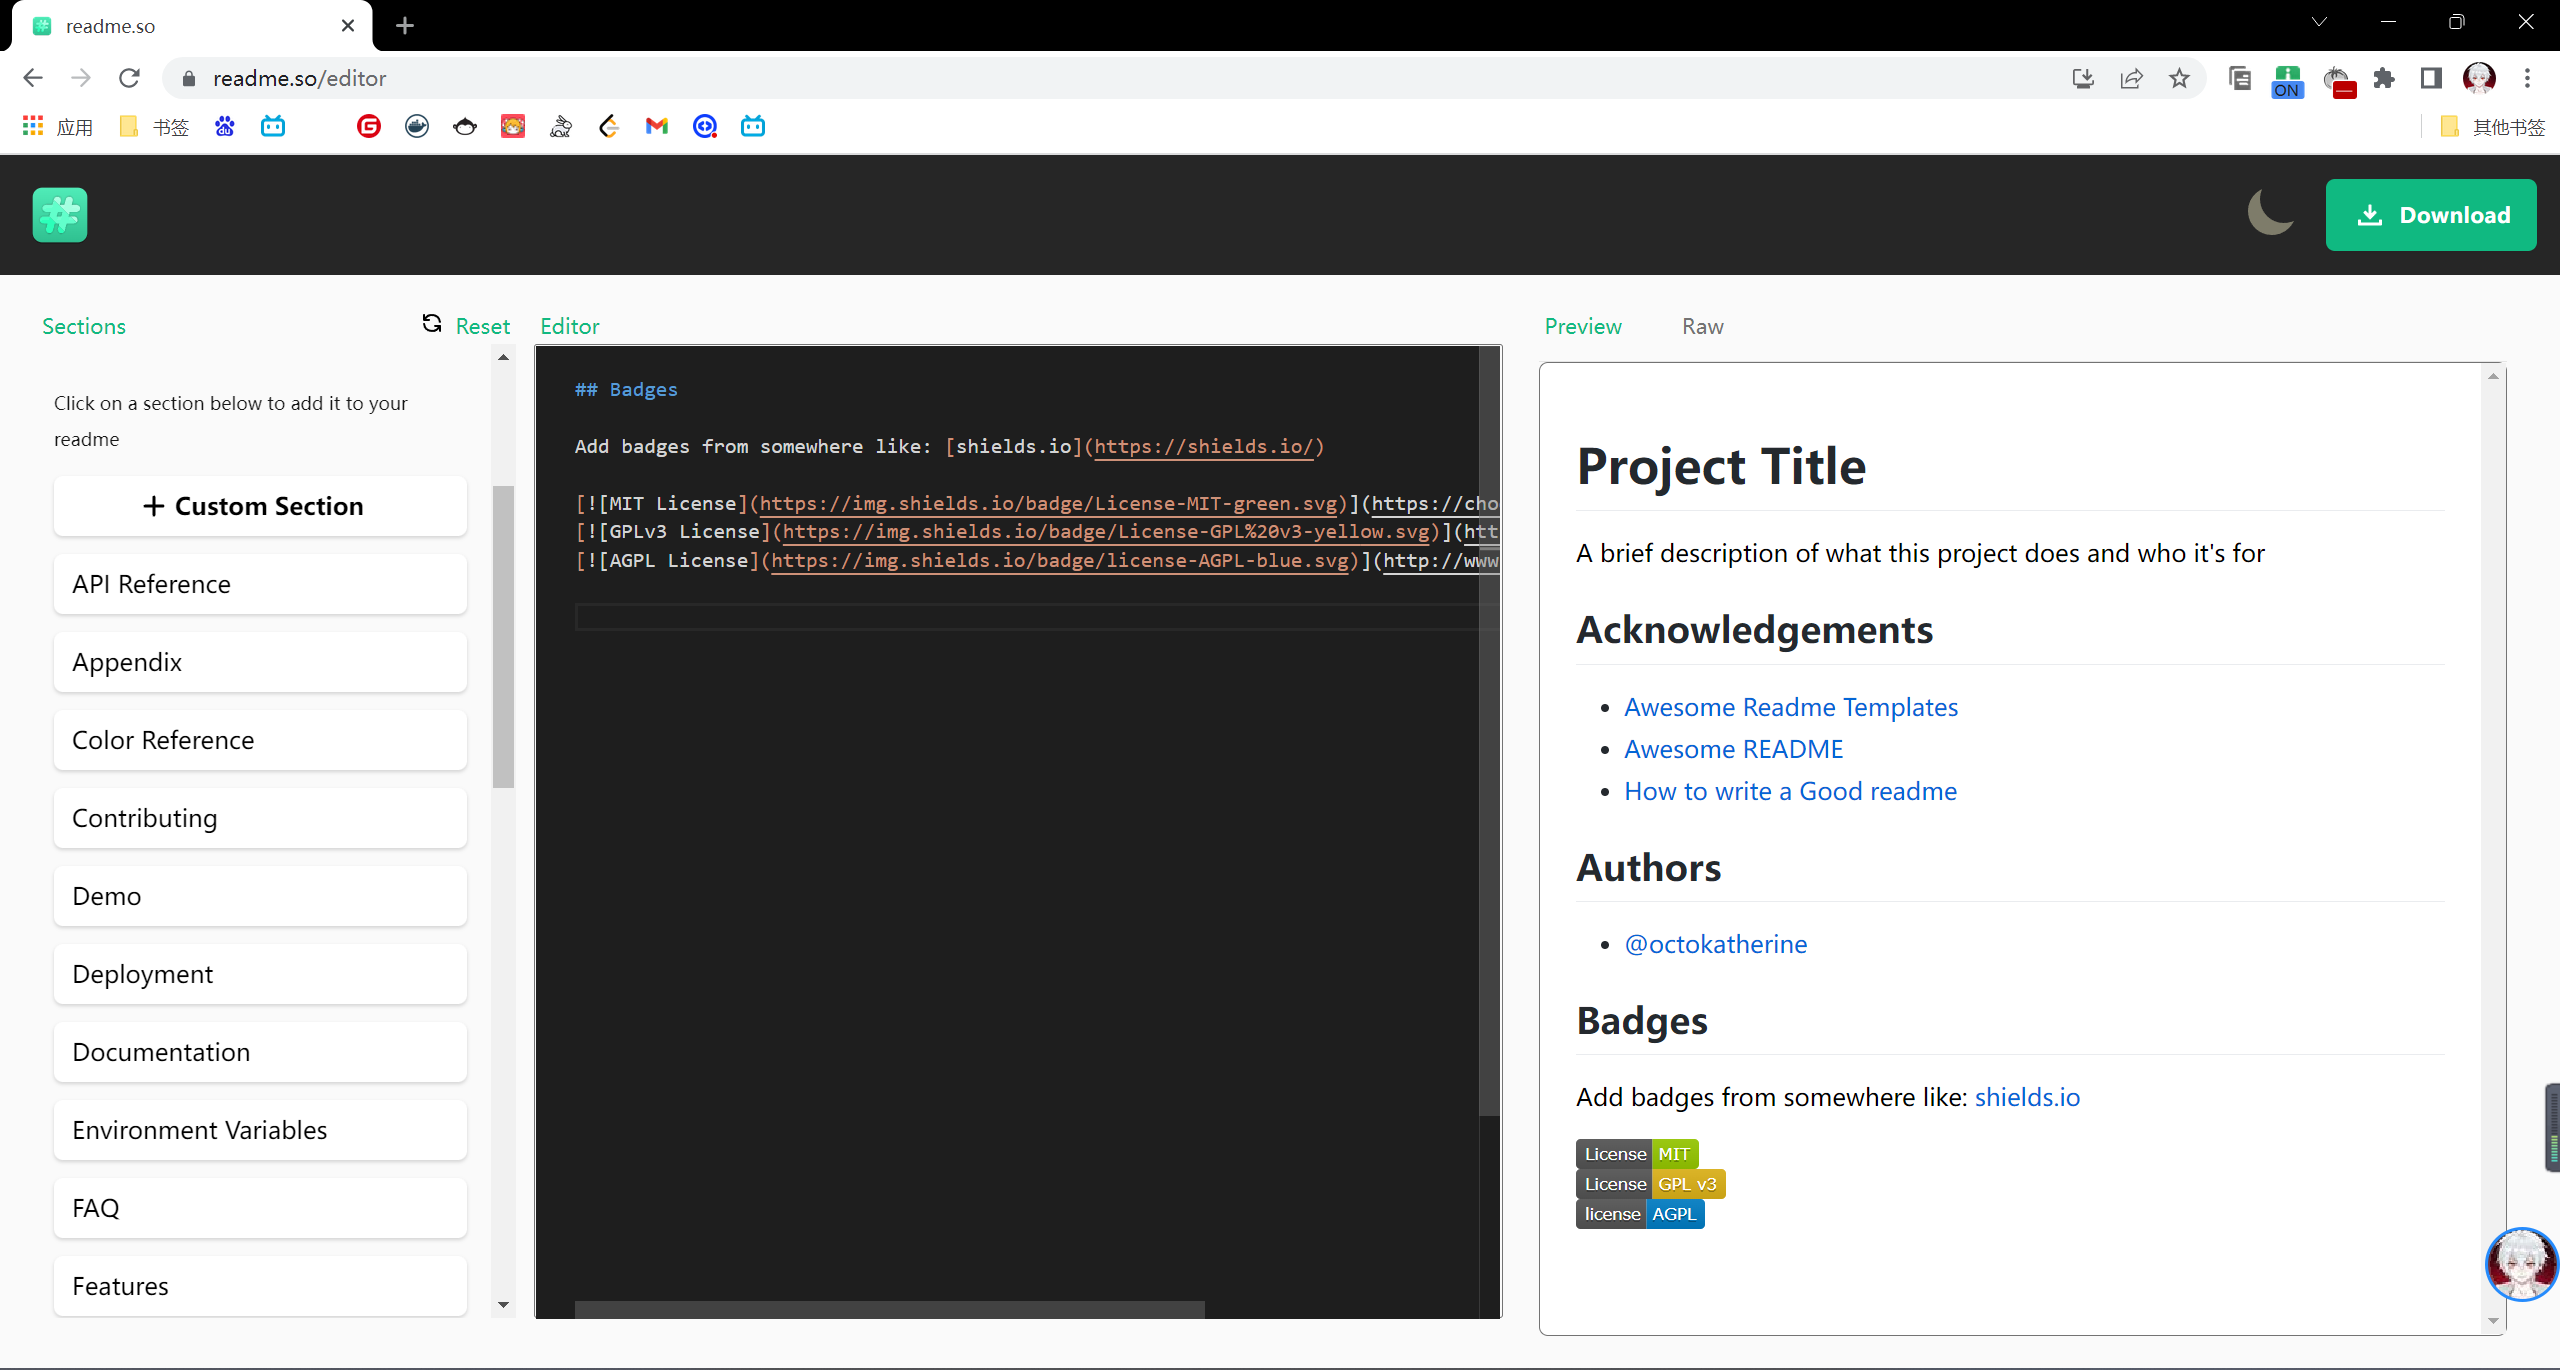 readme.so
readme.so/editor
ON
应用
书签
其他书签
Download
Sections
Reset
Editor
Preview
Raw
Click on a section below to add it to your
readme
+ Custom Section
API Reference
Appendix
Color Reference
Contributing
Demo
Deployment
Documentation
Environment Variables
FAQ
Features
## Badges
Add badges from somewhere like: [shields.io](https://shields.io/)
[![MIT License](https://img.shields.io/badge/License-MIT-green.svg)](https://cho
[![GPLv3 License](https://img.shields.io/badge/License-GPL%20v3-yellow.svg)](htt
[![AGPL License](https://img.shields.io/badge/license-AGPL-blue.svg)](http://www
Project Title
A brief description of what this project does and who it's for
Acknowledgements
• Awesome Readme Templates
• Awesome README
• How to write a Good readme
Authors
• @octokatherine
Badges
Add badges from somewhere like: shields.io
License MIT
License GPL v3
license AGPL